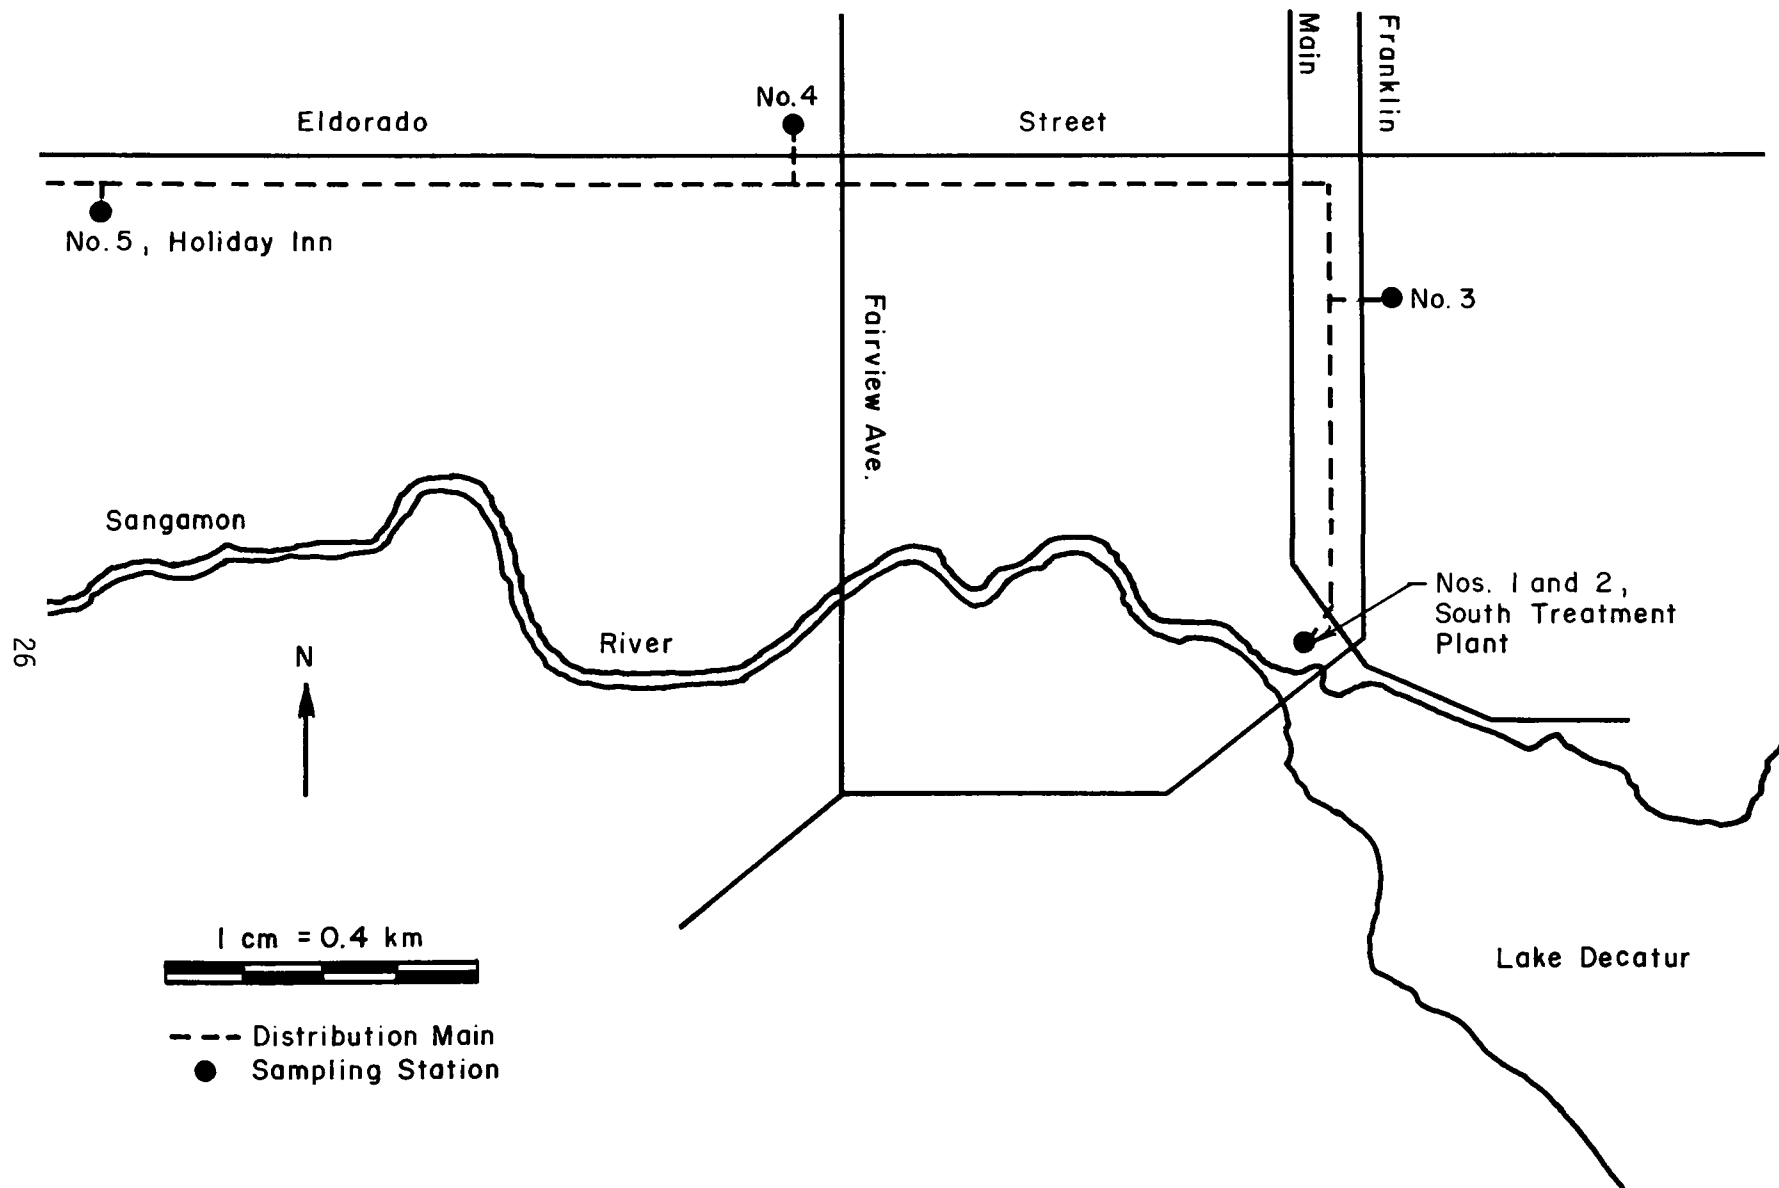 Main
Franklin
No. 4
Eldorado Street
No. 5, Holiday Inn
No. 3
Fairview Ave.
Sangamon
River
Nos. 1 and 2,
South Treatment
Plant
26
N
1 cm = 0.4 km
Lake Decatur
Distribution Main
Sampling Station